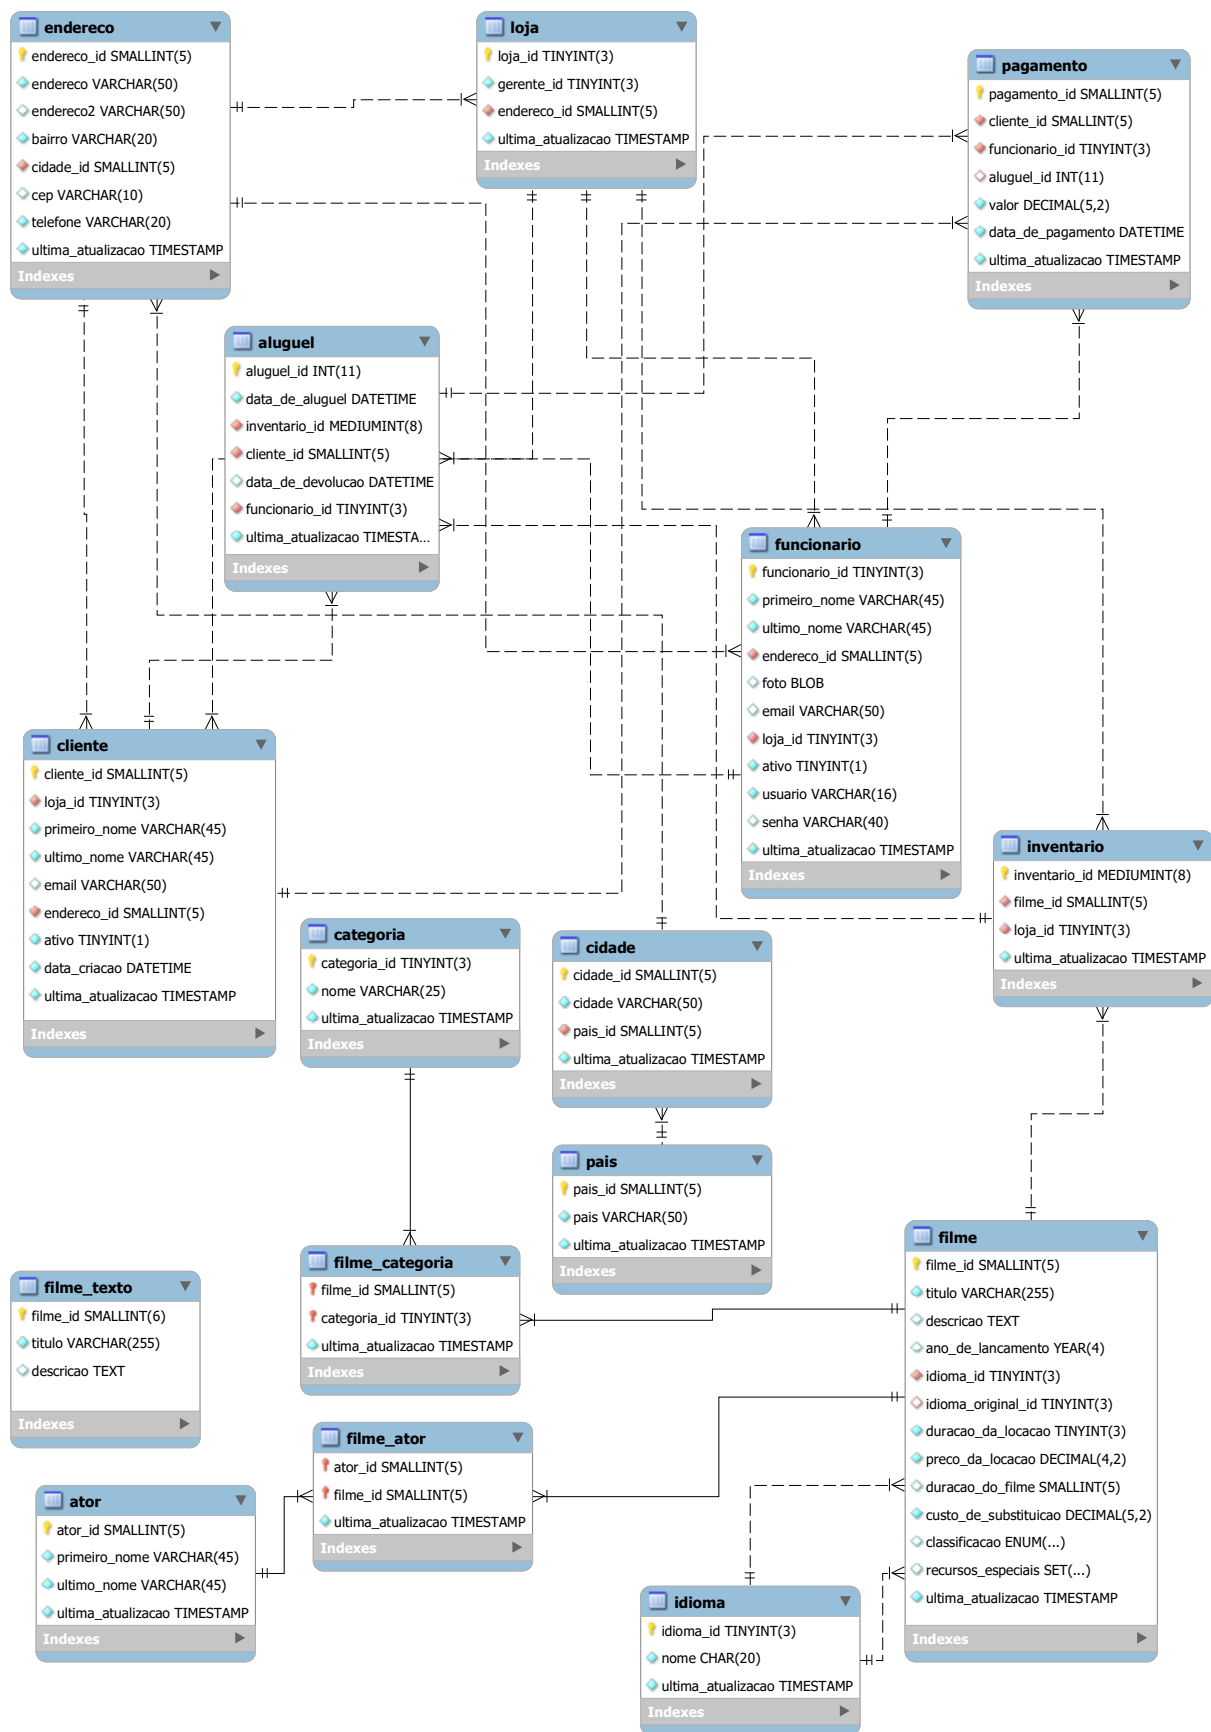 endereco
endereco_id SMALLINT(5)
endereco VARCHAR(50)
endereco2 VARCHAR(50)
bairro VARCHAR(20)
cidade_id SMALLINT(5)
cep VARCHAR(10)
telefone VARCHAR(20)
ultima_atualizacao TIMESTAMP
Indexes
loja
loja_id TINYINT(3)
gerente_id TINYINT(3)
endereco_id SMALLINT(5)
ultima_atualizacao TIMESTAMP
Indexes
pagamento
pagamento_id SMALLINT(5)
cliente_id SMALLINT(5)
funcionario_id TINYINT(3)
aluguel_id INT(11)
valor DECIMAL(5,2)
data_de_pagamento DATETIME
ultima_atualizacao TIMESTAMP
Indexes
aluguel
aluguel_id INT(11)
data_de_aluguel DATETIME
inventario_id MEDIUMINT(8)
cliente_id SMALLINT(5)
data_de_devolucao DATETIME
funcionario_id TINYINT(3)
ultima_atualizacao TIMESTA...
Indexes
funcionario
funcionario_id TINYINT(3)
primeiro_nome VARCHAR(45)
ultimo_nome VARCHAR(45)
endereco_id SMALLINT(5)
foto BLOB
email VARCHAR(50)
loja_id TINYINT(3)
ativo TINYINT(1)
usuario VARCHAR(16)
senha VARCHAR(40)
ultima_atualizacao TIMESTAMP
Indexes
cliente
cliente_id SMALLINT(5)
loja_id TINYINT(3)
primeiro_nome VARCHAR(45)
ultimo_nome VARCHAR(45)
email VARCHAR(50)
endereco_id SMALLINT(5)
ativo TINYINT(1)
data_criacao DATETIME
ultima_atualizacao TIMESTAMP
Indexes
inventario
inventario_id MEDIUMINT(8)
filme_id SMALLINT(5)
loja_id TINYINT(3)
ultima_atualizacao TIMESTAMP
Indexes
categoria
categoria_id TINYINT(3)
nome VARCHAR(25)
ultima_atualizacao TIMESTAMP
Indexes
cidade
cidade_id SMALLINT(5)
cidade VARCHAR(50)
pais_id SMALLINT(5)
ultima_atualizacao TIMESTAMP
Indexes
pais
pais_id SMALLINT(5)
pais VARCHAR(50)
ultima_atualizacao TIMESTAMP
Indexes
filme
filme_id SMALLINT(5)
titulo VARCHAR(255)
descricao TEXT
ano_de_lancamento YEAR(4)
idioma_id TINYINT(3)
idioma_original_id TINYINT(3)
duracao_da_locacao TINYINT(3)
preco_da_locacao DECIMAL(4,2)
duracao_do_filme SMALLINT(5)
custo_de_substituicao DECIMAL(5,2)
classificacao ENUM(...)
recursos_especiais SET(...)
ultima_atualizacao TIMESTAMP
Indexes
filme_categoria
filme_id SMALLINT(5)
categoria_id TINYINT(3)
ultima_atualizacao TIMESTAMP
Indexes
filme_texto
filme_id SMALLINT(6)
titulo VARCHAR(255)
descricao TEXT
Indexes
filme_ator
ator_id SMALLINT(5)
filme_id SMALLINT(5)
ultima_atualizacao TIMESTAMP
Indexes
ator
ator_id SMALLINT(5)
primeiro_nome VARCHAR(45)
ultimo_nome VARCHAR(45)
ultima_atualizacao TIMESTAMP
Indexes
idioma
idioma_id TINYINT(3)
nome CHAR(20)
ultima_atualizacao TIMESTAMP
Indexes